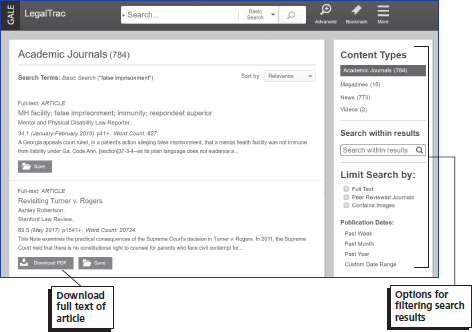 GALE
LegalTrac
Search...
Basic Search
Advanced
Bookmark
More
Academic Journals (784)
Search Terms: Basic Search ("false imprisonment")
Sort by: Relevance
Full-text: ARTICLE
MH facility; false imprisonment; immunity; respondeat superior
Mental and Physical Disability Law Reporter.
34.1 (January-February 2010) p41+. Word Count: 627.
A Georgia appeals court ruled, in a patient's action alleging false imprisonment, that a mental health facility was not immune
from liability under Ga. Code Ann. [section]37-3-4--as its plain language does not evidence a...
Save
Full-text: ARTICLE
Revisiting Turner v. Rogers
Ashley Robertson.
Stanford Law Review.
69.5 (May 2017) p1541+. Word Count: 20724.
This Note examines the practical consequences of the Supreme Court's decision in Turner v. Rogers. In 2011, the Supreme
Court held that there is no constitutional right to counsel for parents who face civil contempt for...
Download PDF
Save
Content Types
Academic Journals (784)
Magazines (15)
News (773)
Videos (2)
Search within results
Search within results
Limit Search by:
Full Text
Peer Reviewed Journals
Contains Images
Publication Dates:
Past Week
Past Month
Past Year
Custom Date Range
Download
full text of
article
Options for
filtering search
results